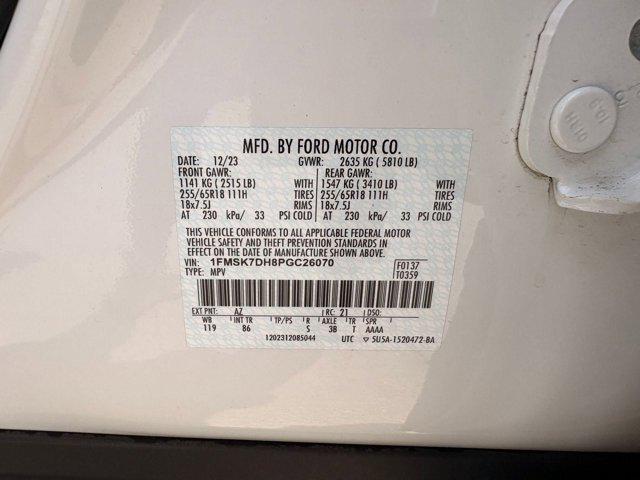 HIGH
10.9
MFD. BY FORD MOTOR CO.
DATE: 12/23 GVWR: 2635 KG ( 5810 LB)
FRONT GAWR: REAR GAWR:
1141 KG ( 2515 LB) WITH 1547 KG ( 3410 LB) WITH
255/65R18 111H TIRES 255/65R18 111H TIRES
18x7.5J RIMS 18x7.5J RIMS
AT 230 kPa/ 33 PSI COLD AT 230 kPa/ 33 PSI COLD
THIS VEHICLE CONFORMS TO ALL APPLICABLE FEDERAL MOTOR
VEHICLE SAFETY AND THEFT PREVENTION STANDARDS IN
EFFECT ON THE DATE OF MANUFACTURE SHOWN ABOVE.
VIN: 1FMSK7DH8PGC26070 F0137
TYPE: MPV T0359
EXT PNT: AZ RC: 21 DSO:
WB INT TR TP/PS R AXLE TR SPR
119 86 S 3B T AAAA
1202312085044 UTC ▽ 5U5A-1520472-BA